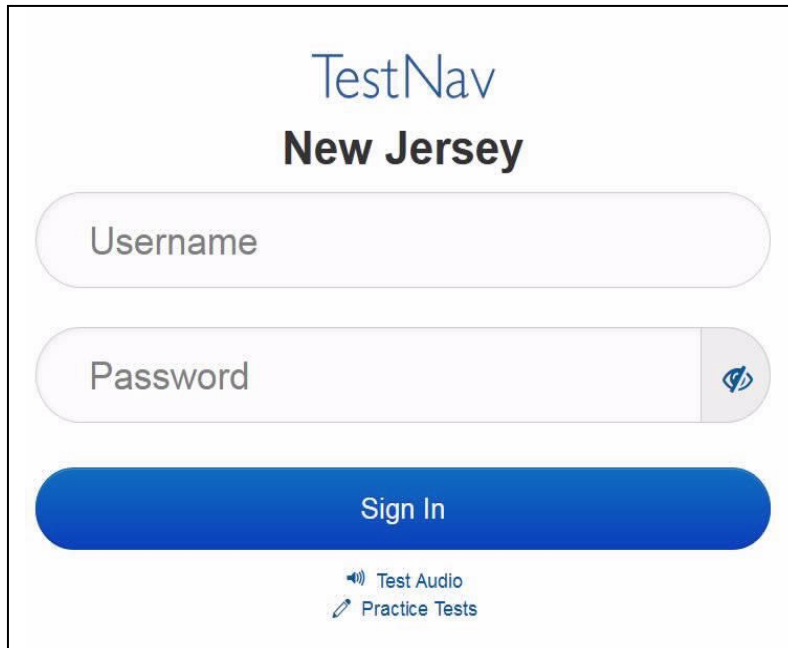 TestNav
New Jersey
Username
Password
Sign In
Test Audio
Practice Tests